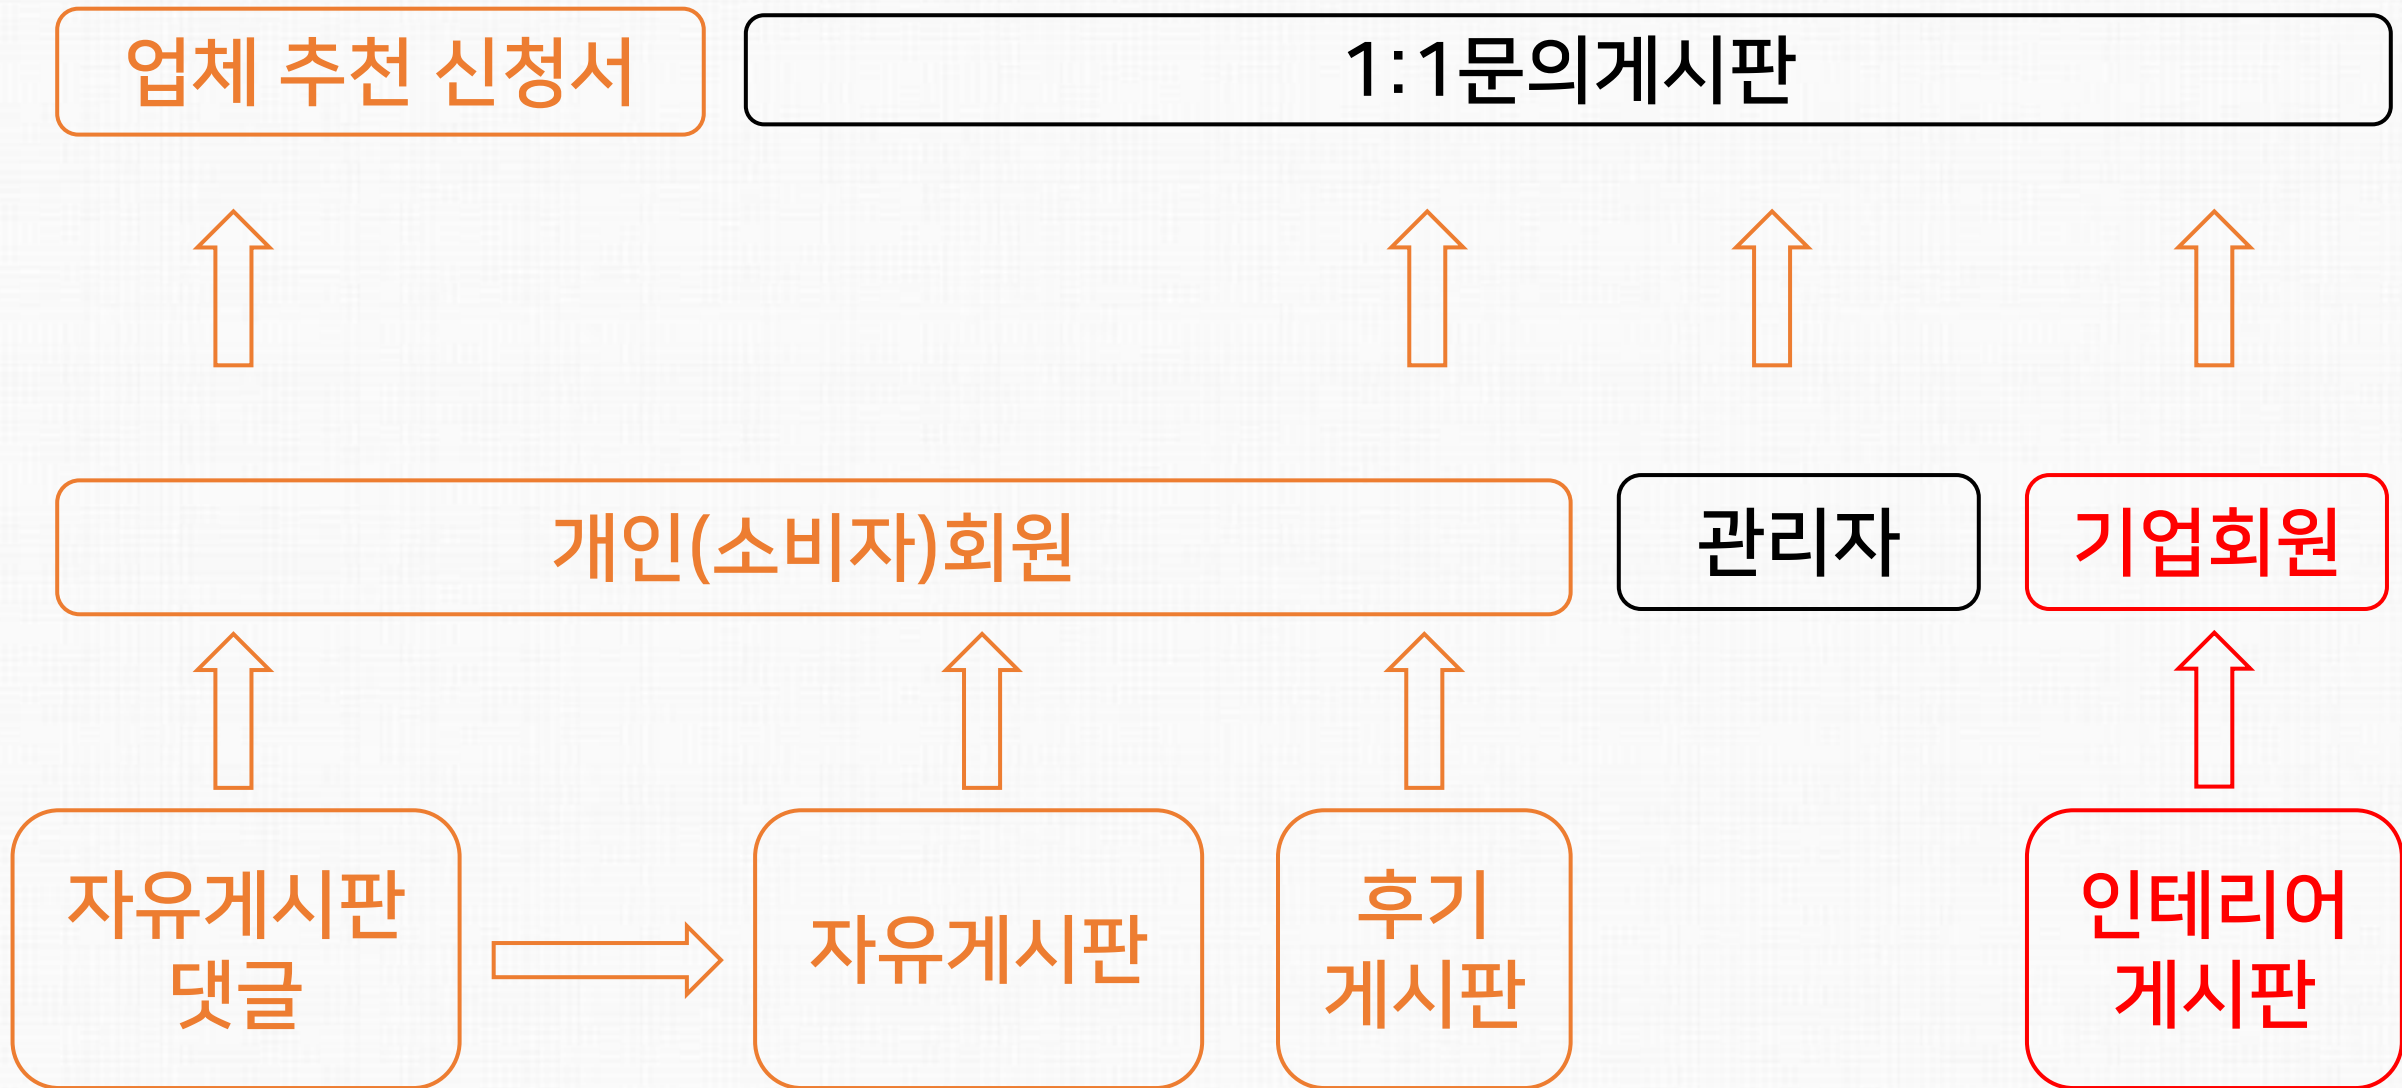 업체 추천 신청서
1:1문의게시판
개인(소비자)회원
관리자
기업회원
자유게시판
댓글
자유게시판
후기
게시판
인테리어
게시판